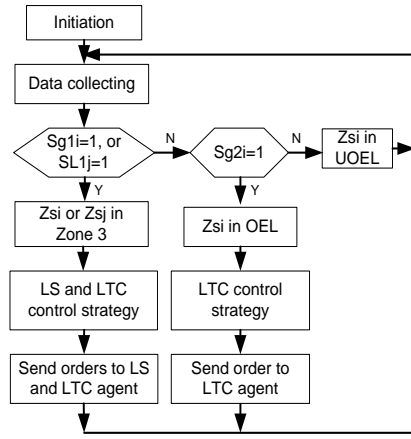 Initiation
Data collecting
Sg1i=1, or
SL1j=1
N
Sg2i=1
N
Zsi in
UOEL
Y
Y
Zsi or Zsj in
Zone 3
Zsi in OEL
LS and LTC
control strategy
LTC control
strategy
Send orders to LS
and LTC agent
Send order to
LTC agent